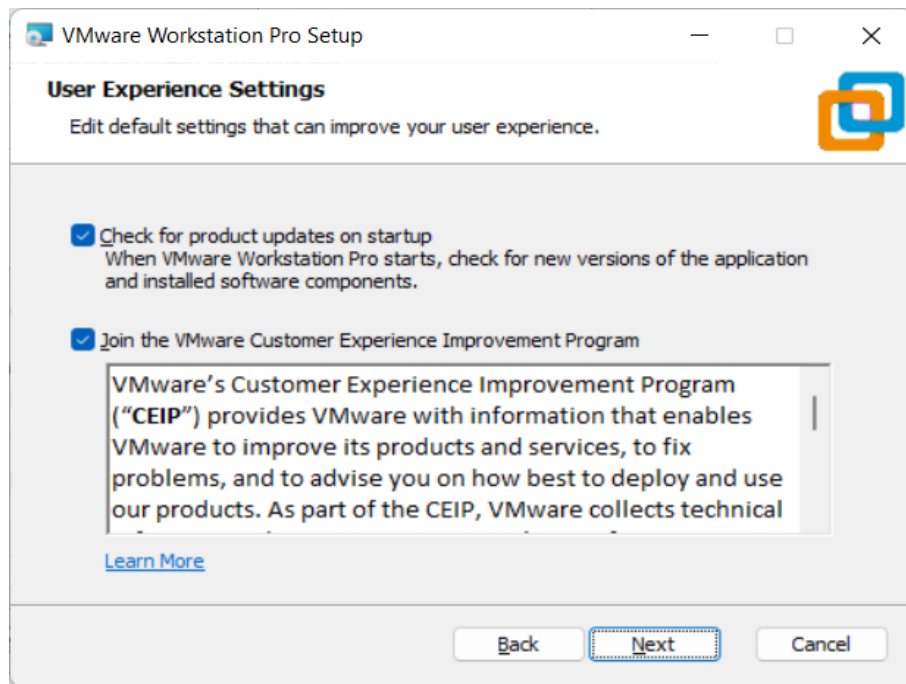 VMware Workstation Pro Setup
User Experience Settings
Edit default settings that can improve your user experience.
Check for product updates on startup
When VMware Workstation Pro starts, check for new versions of the application
and installed software components.
Join the VMware Customer Experience Improvement Program
VMware's Customer Experience Improvement Program
("CEIP") provides VMware with information that enables
VMware to improve its products and services, to fix
problems, and to advise you on how best to deploy and use
our products. As part of the CEIP, VMware collects technical
Learn More
Back
Next
Cancel